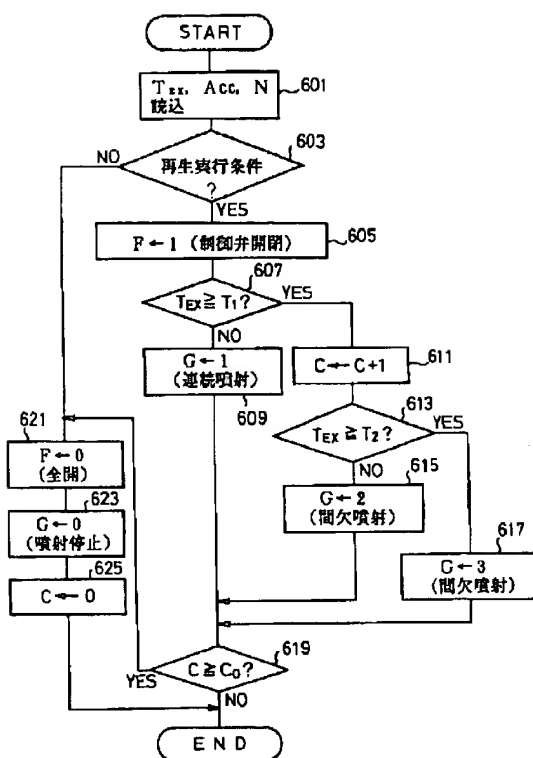 START
T_EX, Acc, N
読込
601
603
再生実行条件
?
NO
YES
F←1 (制御弁開閉)
605
607
T_EX≧T₁?
YES
NO
G←1
(連続噴射)
609
C←C+1
611
613
T_EX≧T₂?
YES
NO
615
G←2
(間欠噴射)
617
G←3
(間欠噴射)
621
F←0
(全開)
623
G←0
(噴射停止)
625
C←0
619
C≧C₀?
YES
NO
END